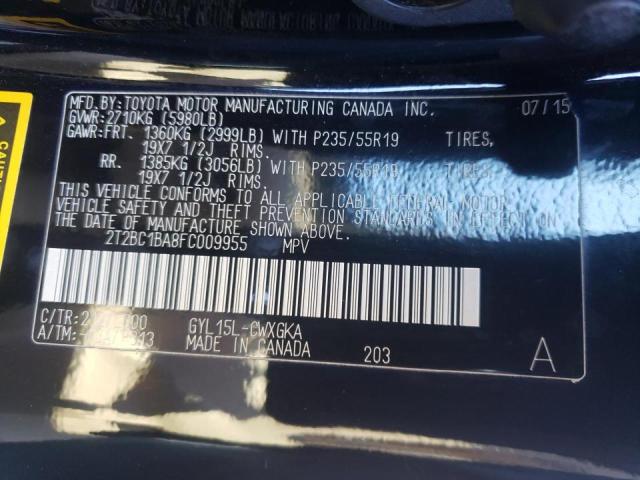 MFD.BY:TOYOTA MOTOR MANUFACTURING CANADA INC. 07/15
GVWR:2710KG (5980LB)
GAWR:FRT. 1360KG (2999LB) WITH P235/55R19 TIRES,
19X7 1/2J RIMS.
RR. 1385KG (3056LB) WITH P235/55R19 TIRES,
19X7 1/2J RIMS.
THIS VEHICLE CONFORMS TO ALL APPLICABLE FEDERAL MOTOR
VEHICLE SAFETY AND THEFT PREVENTION STANDARDS IN EFFECT
ON THE DATE OF MANUFACTURE SHOWN ABOVE.
2T2BC1BA8FC009955 MPV
C/TR:
GYL15L-CWXGKA
A/TM:
MADE IN CANADA 203 A